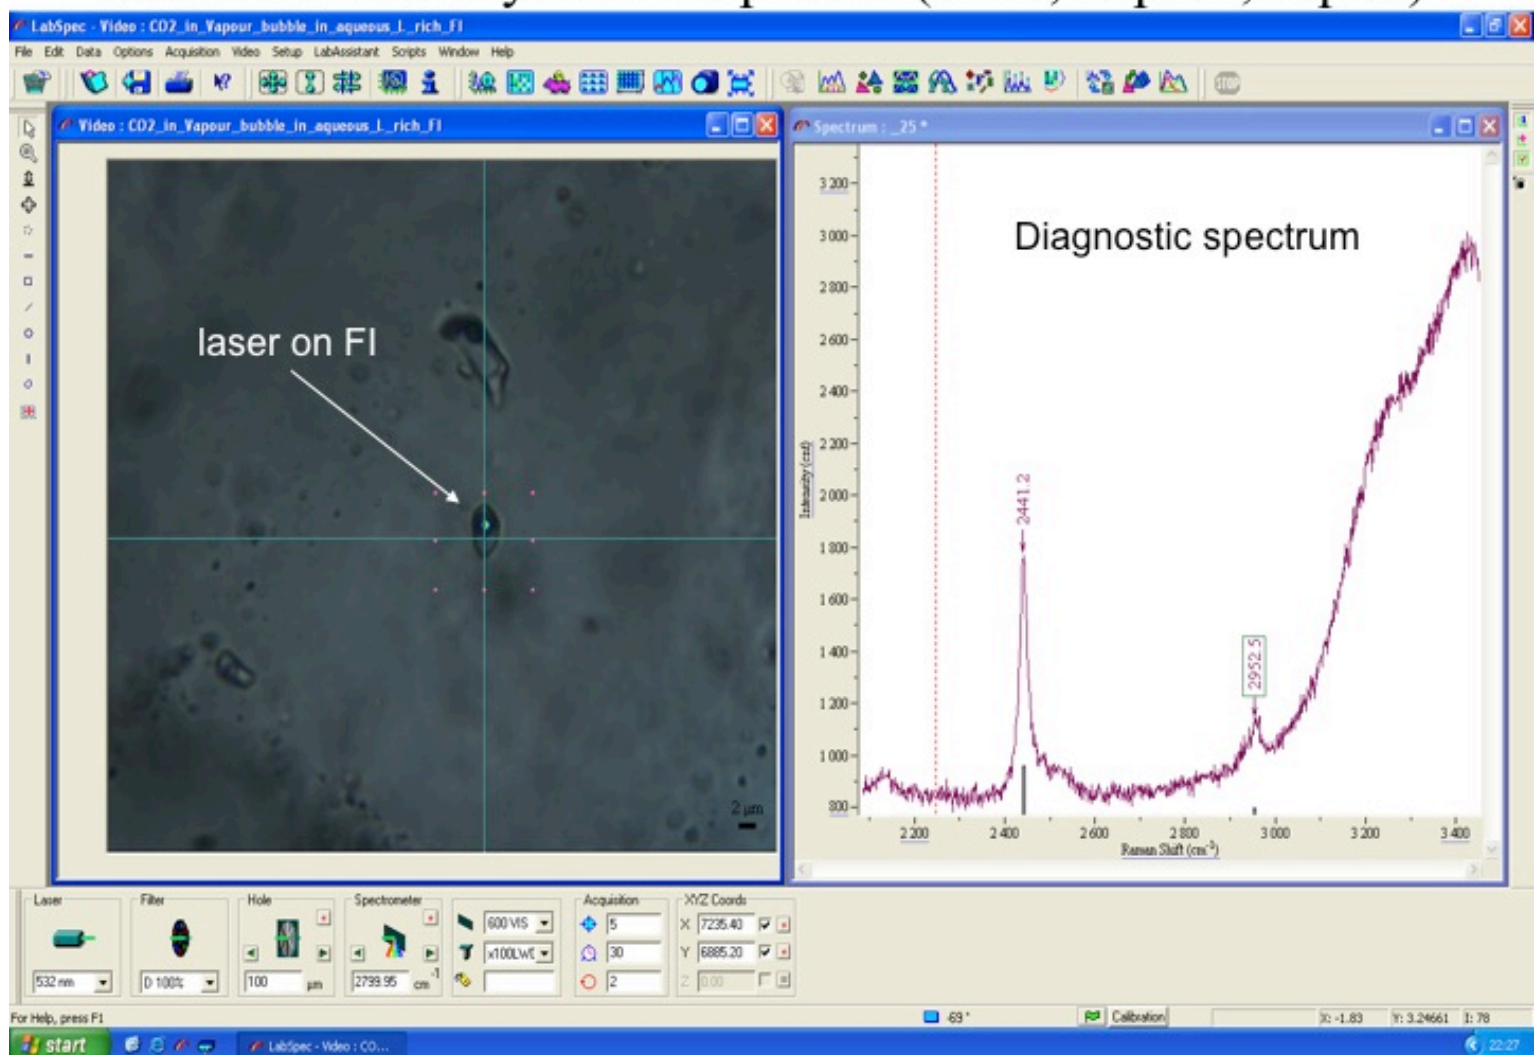 LabSpec - Video : CO2_in_Vapour_bubble_in_aqueous_L_rich_FI
File Edit Data Options Acquisition Video Setup LabAssistant Scripts Window Help
STOP
Video : CO2_in_Vapour_bubble_in_aqueous_L_rich_FI
laser on FI
2 µm
Spectrum : _25 *
Diagnostic spectrum
3 200
3 000
2 800
2 600
2 400
2 200
2 000
1 800
1 600
1 400
1 200
1 000
800
Intensity (cnt)
2441.2
2952.5
2 200 2 400 2 600 2 800 3 000 3 200 3 400
Raman Shift (cm-1)
Laser Filter Hole Spectrometer Acquisition XYZ Coords
600 VIS 5 X 7235.40
x100LWD 30 Y 6885.20
532 nm D 100% 100 µm 2799.95 cm-1 2 Z 0.00
For Help, press F1 -69° Calibration X: -1.83 Y: 3.24661 I: 78
start LabSpec - Video : CO... 22:27